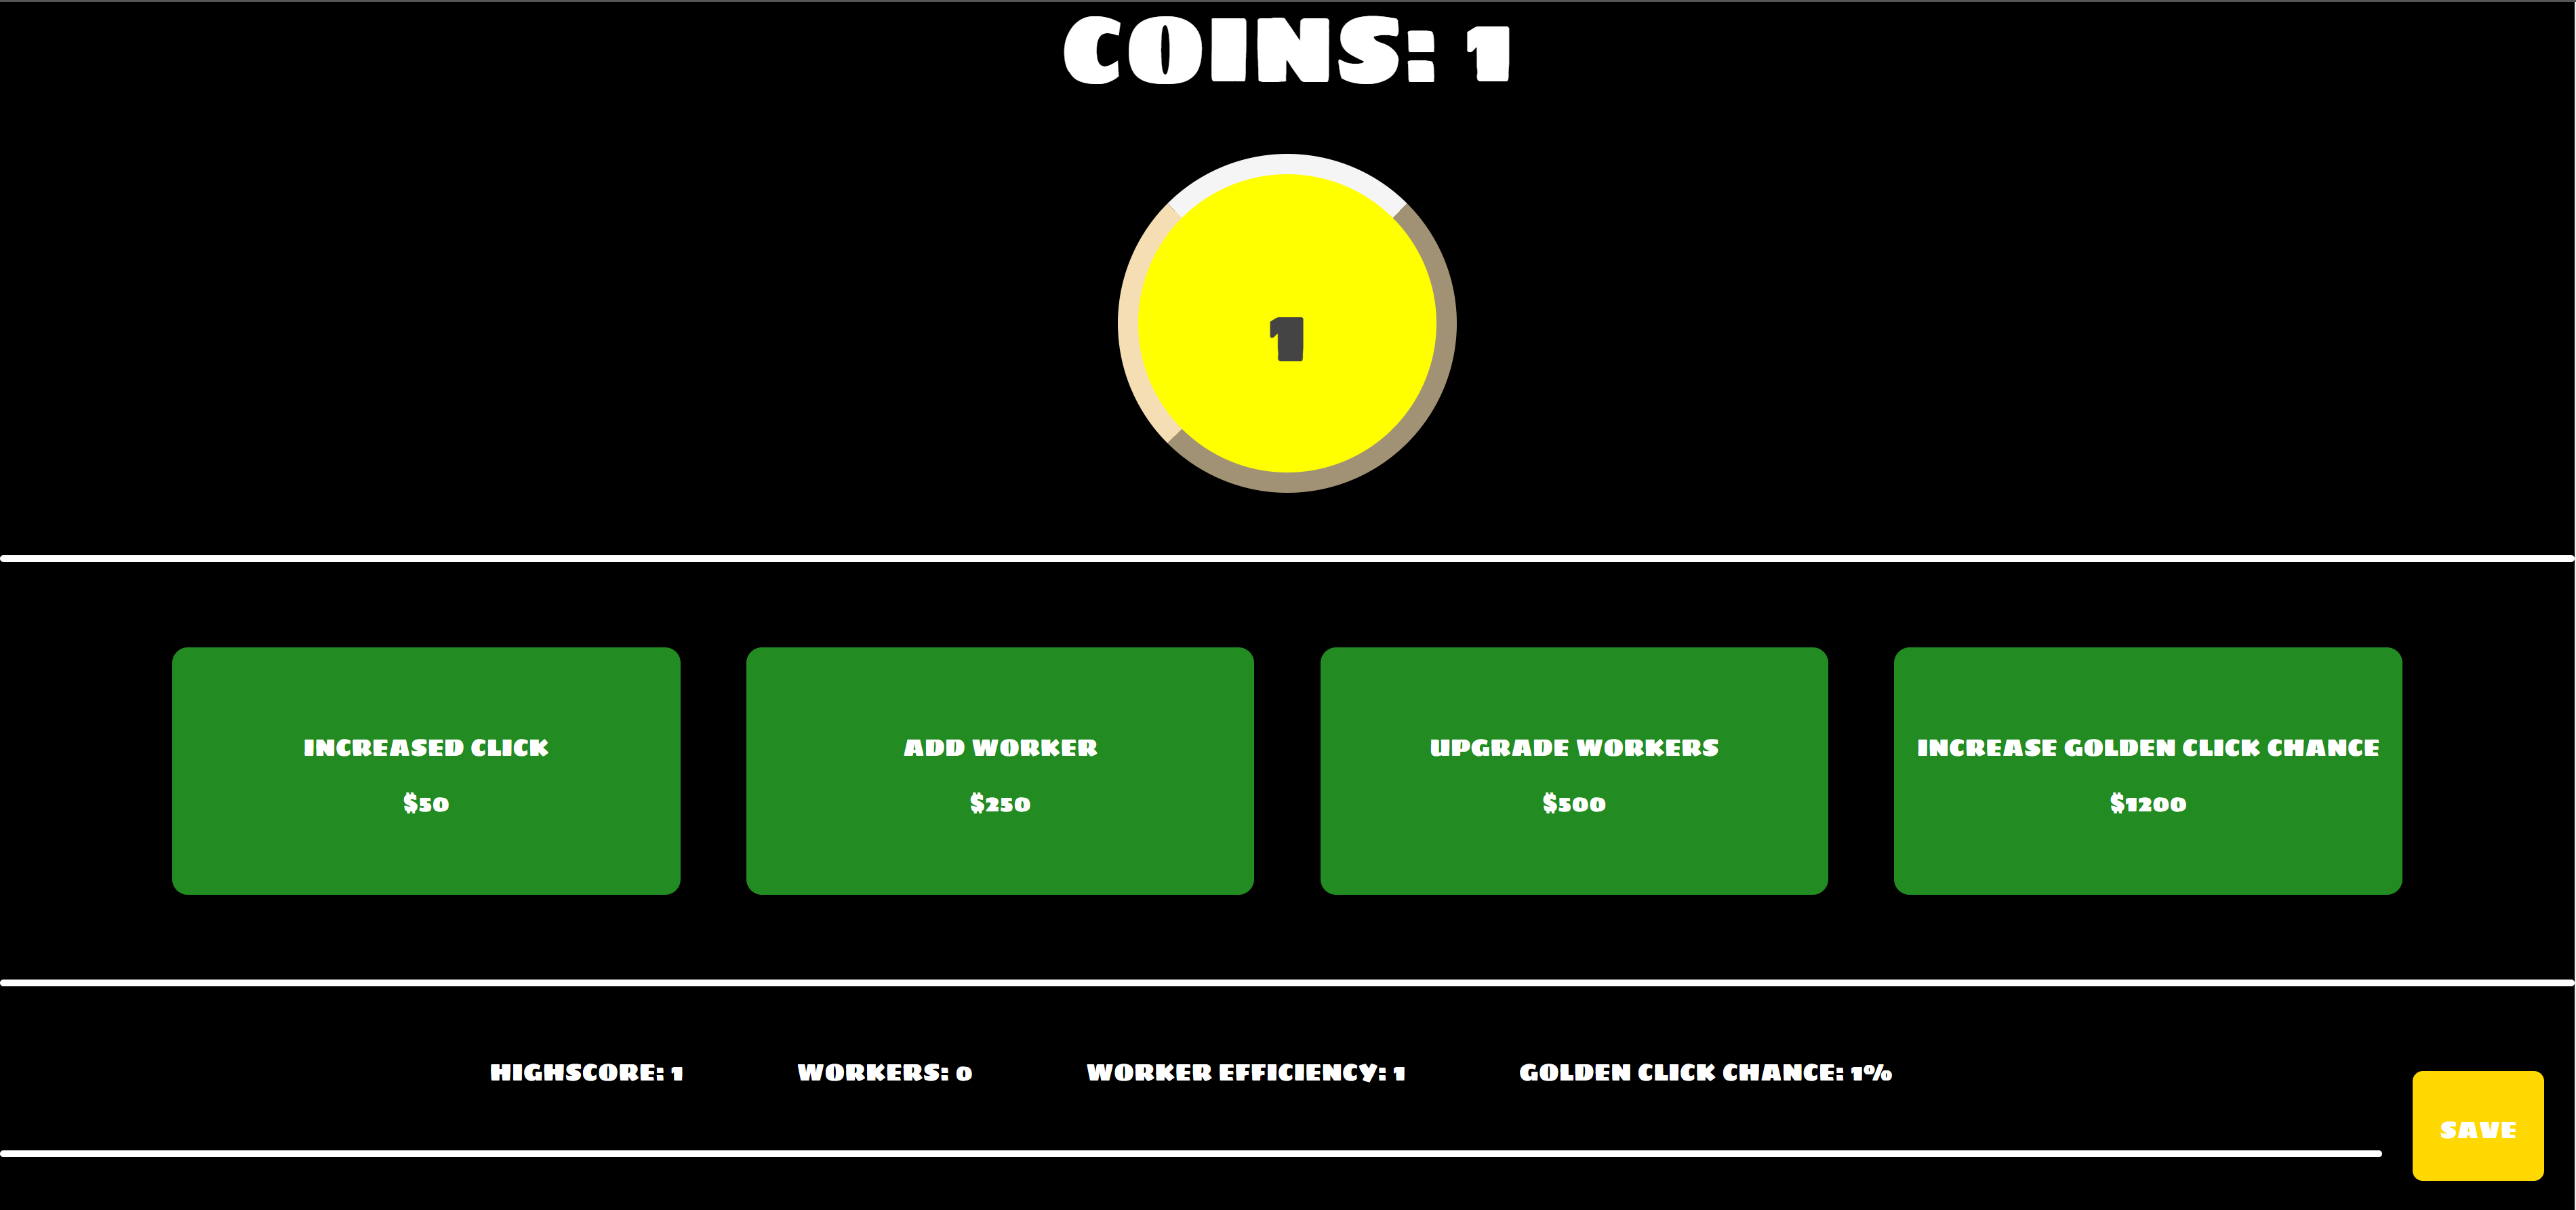 COINS: 1
1
INCREASED CLICK
$50
ADD WORKER
$250
UPGRADE WORKERS
$500
INCREASE GOLDEN CLICK CHANCE
$1200
HIGHSCORE: 1
WORKERS: 0
WORKER EFFICIENCY: 1
GOLDEN CLICK CHANCE: 1%
SAVE